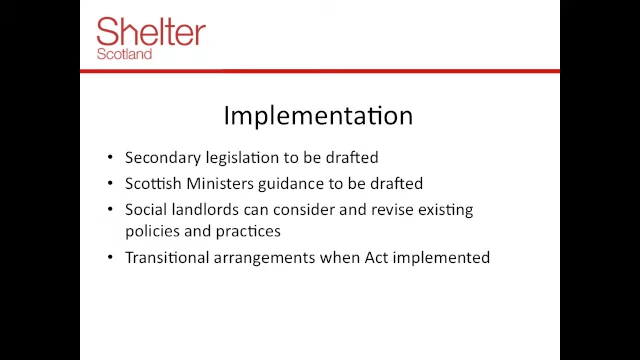 Shelter
Scotland
Implementation
• Secondary legislation to be drafted
• Scottish Ministers guidance to be drafted
• Social landlords can consider and revise existing
policies and practices
• Transitional arrangements when Act implemented